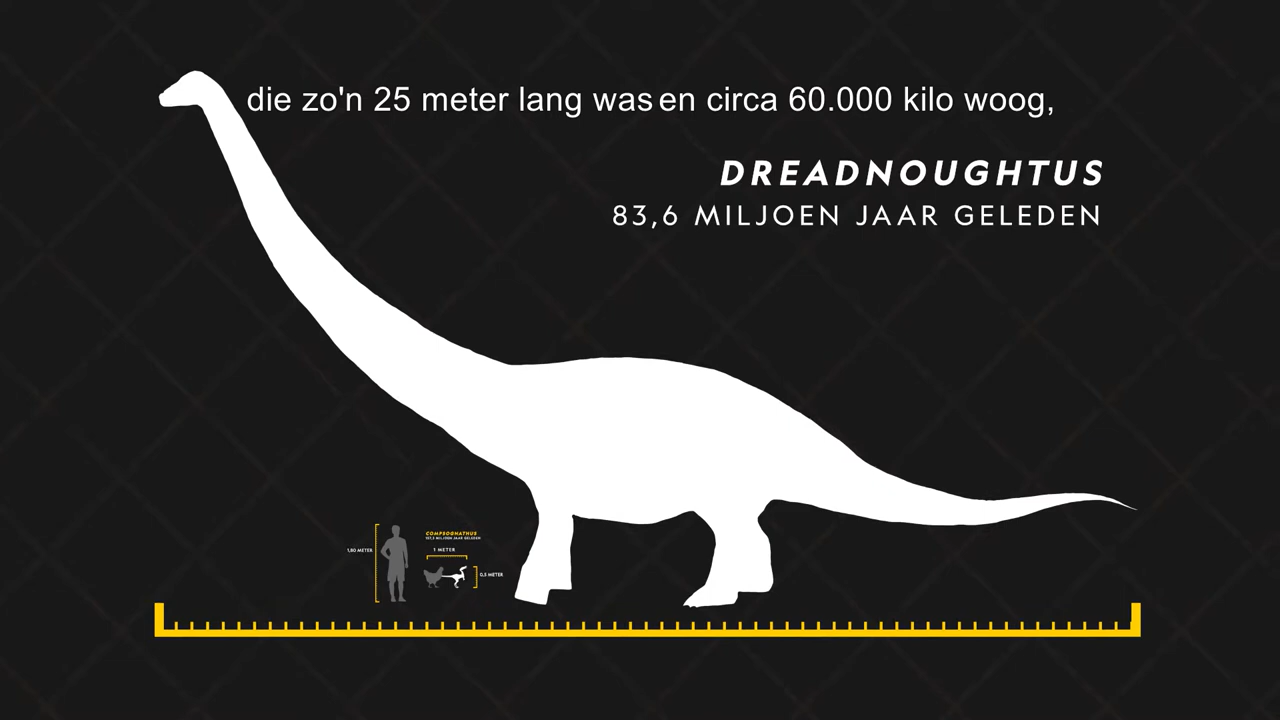 die zo'n 25 meter lang was en circa 60.000 kilo woog,
DREADNOUGHTUS
83,6 MILJOEN JAAR GELEDEN
COMPSOGNATHUS
1 METER
1,80 METER
0,5 METER